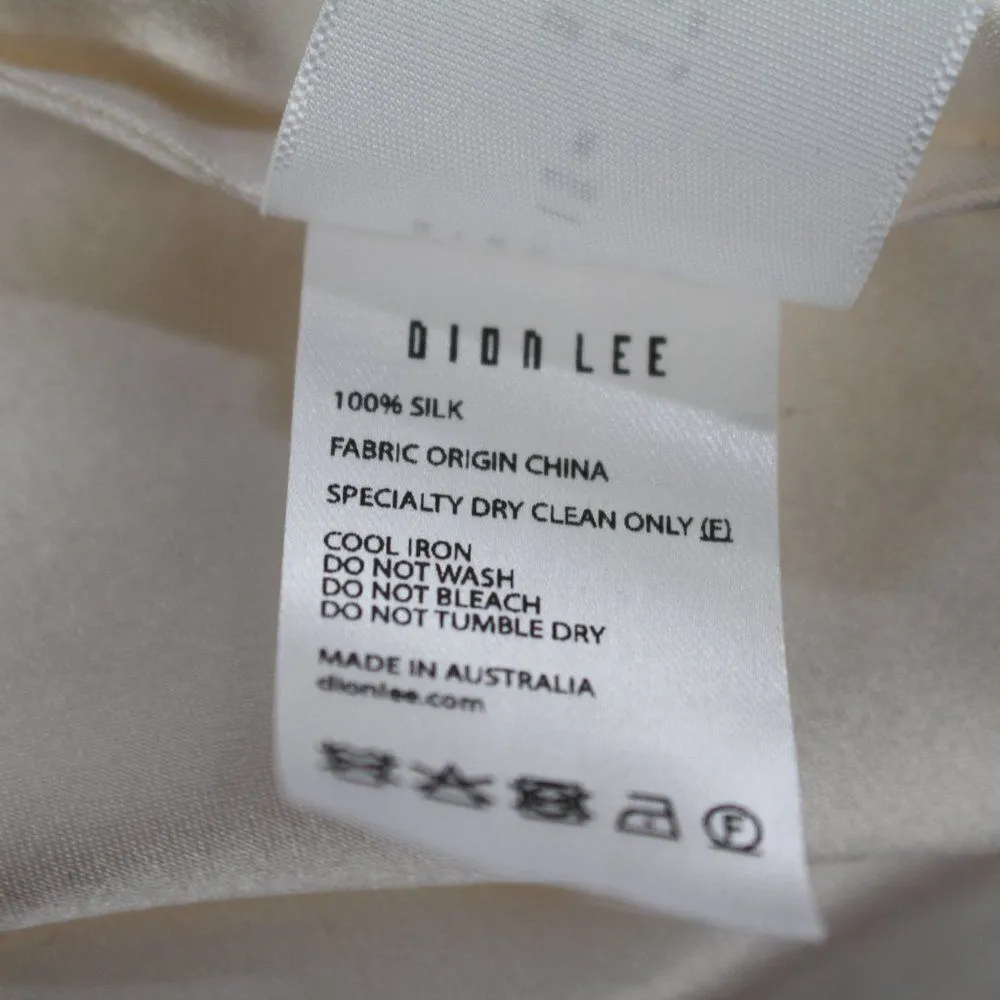 DION LEE
100% SILK
FABRIC ORIGIN CHINA
SPECIALTY DRY CLEAN ONLY (F)
COOL IRON
DO NOT WASH
DO NOT BLEACH
DO NOT TUMBLE DRY
MADE IN AUSTRALIA
dionlee.com
F